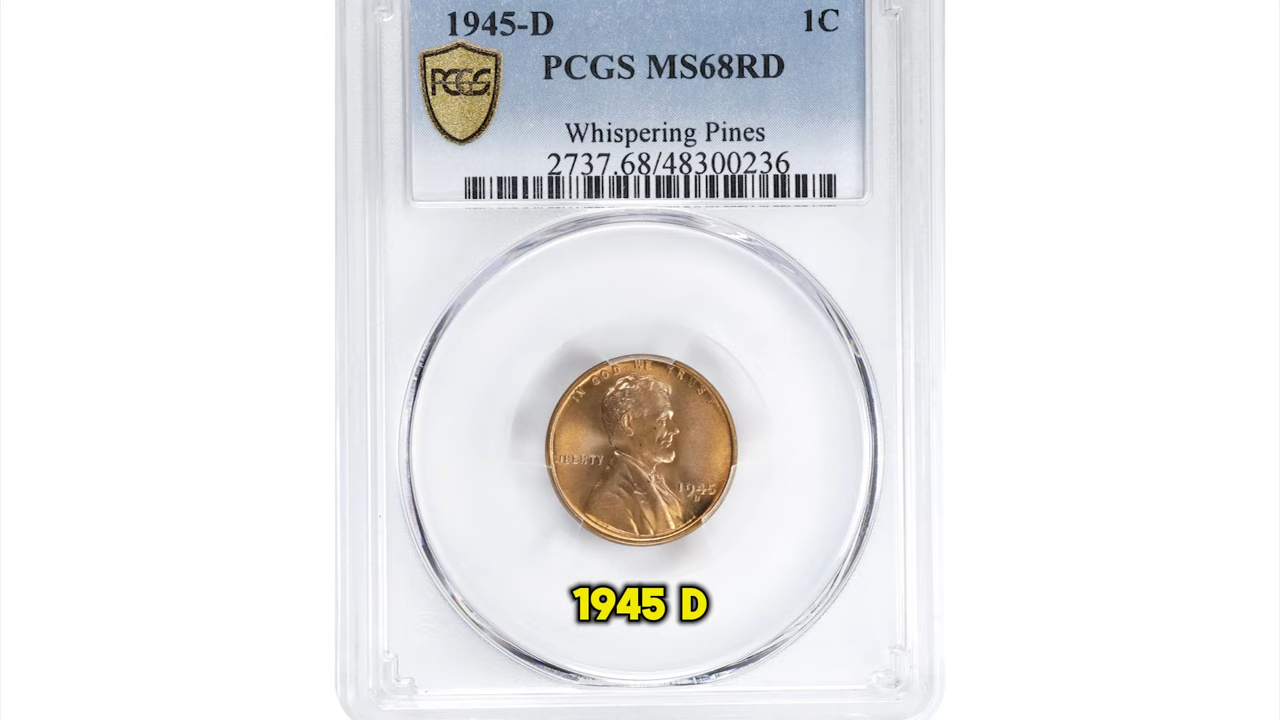 1945-D 1C
PCGS MS68RD
PCGS
Whispering Pines
2737.68/48300236
IN GOD WE TRUST
LIBERTY
1945
D
1945 D